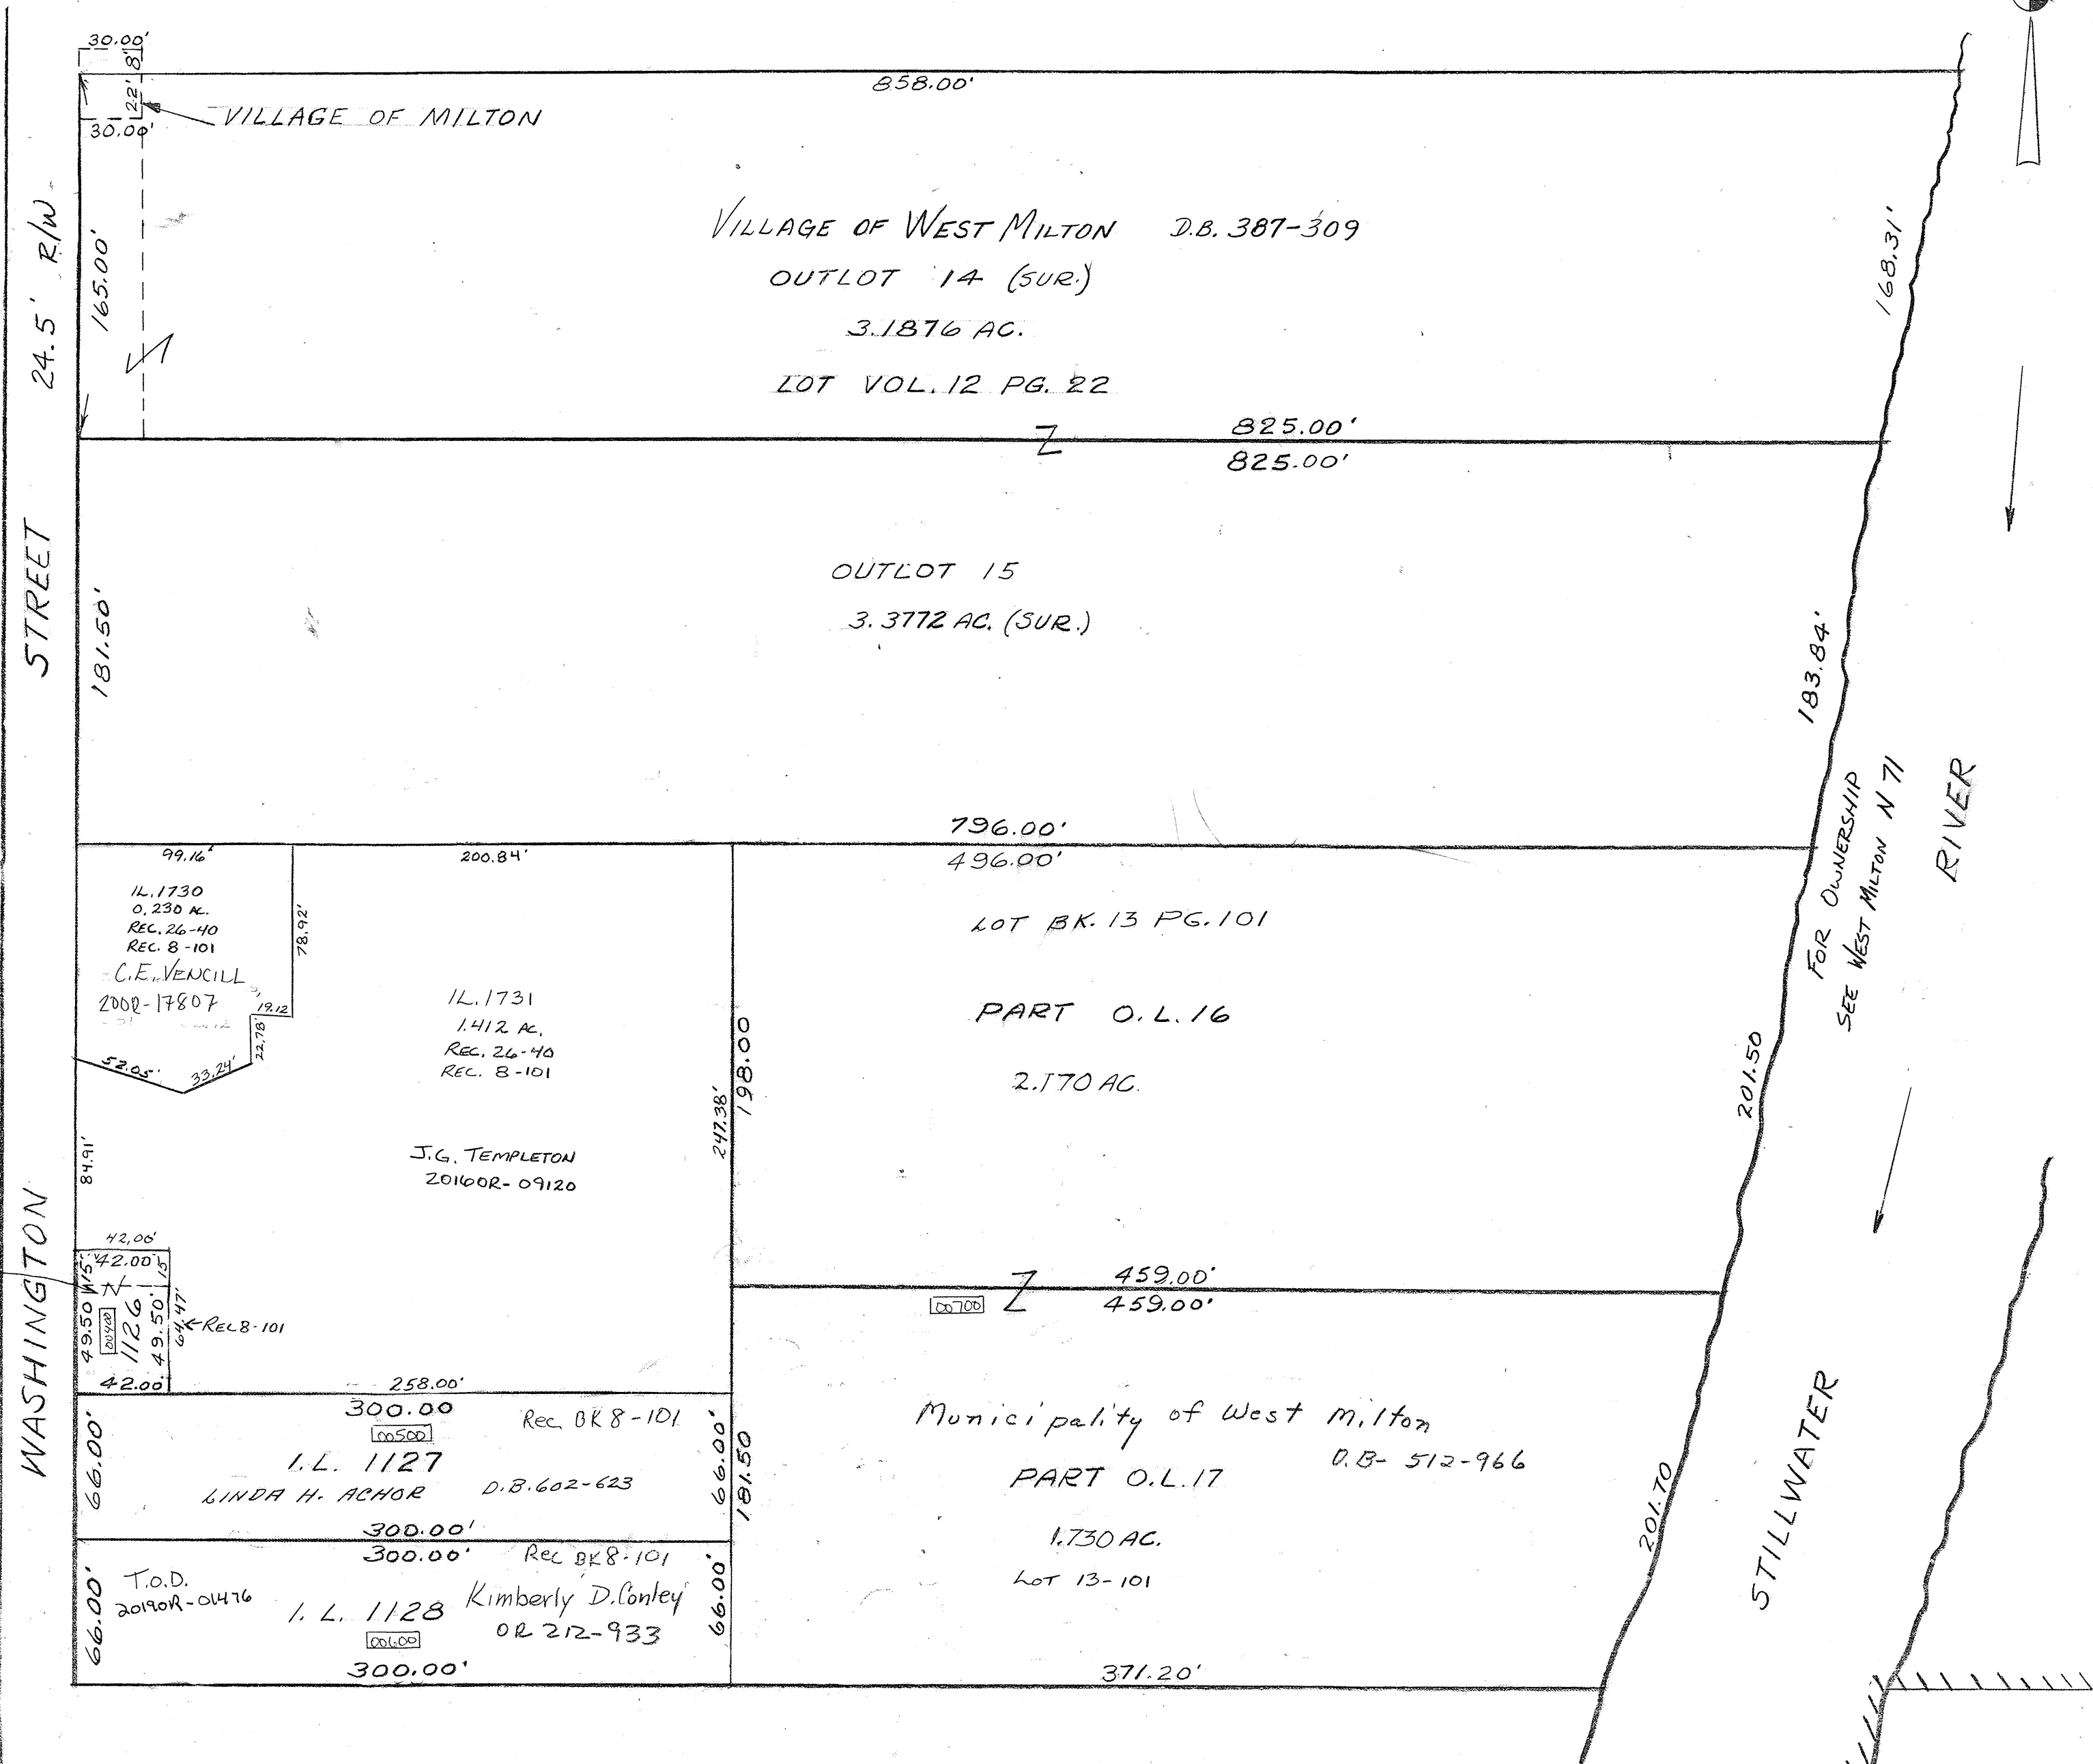 30.00'
8'
22'
30.00'
VILLAGE OF MILTON
858.00'
165.00'
VILLAGE OF WEST MILTON D.B. 387-309
OUTLOT 14 (SUR.)
3.1876 AC.
LOT VOL. 12 PG. 22
168.31'
825.00'
825.00'
24.5' R/W
STREET
WASHINGTON
181.50'
OUTLOT 15
3.3772 AC. (SUR.)
183.84'
796.00'
496.00'
99.16'
200.84'
I.L. 1730
0.230 AC.
REC. 26-40
REC. 8-101
C.E. VENCILL
200R-17807
78.92'
19.12
22.78'
52.05'
33.24'
I.L. 1731
1.412 AC.
REC. 26-40
REC. 8-101
J.G. TEMPLETON
20160R-09120
247.38'
198.00
84.91'
LOT BK. 13 PG. 101
PART O.L. 16
2.170 AC.
201.50
FOR OWNERSHIP
SEE WEST MILTON N 71
RIVER
STILLWATER
42.00'
42.00'
15'
15'
49.50
00400
1126
49.50'
64.47'
REC 8-101
42.00'
258.00'
459.00'
00700
459.00'
300.00
Rec. BK 8-101
00500
I.L. 1127
LINDA H. ACHOR D.B. 602-623
66.00'
66.00'
181.50
300.00'
300.00'
Rec BK 8-101
T.O.D.
20190R-01476
I.L. 1128
Kimberly D. Conley
OR 212-933
00600
66.00'
66.00'
300.00'
Municipality of West Milton
D.B- 512-966
PART O.L. 17
1.730 AC.
LOT 13-101
201.70
371.20'